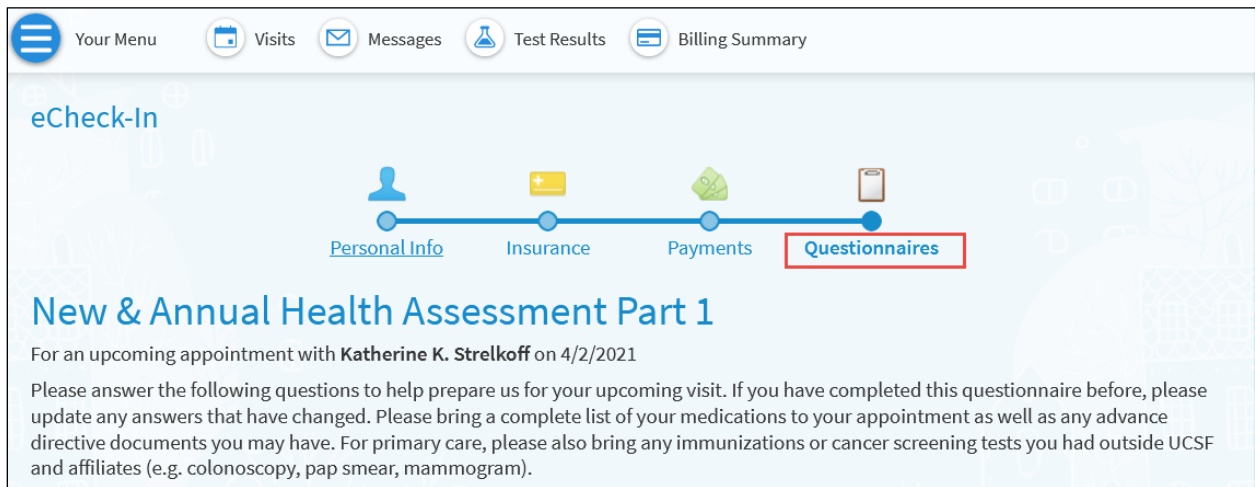 Your Menu Visits Messages Test Results Billing Summary
eCheck-In
Personal Info Insurance Payments Questionnaires
New & Annual Health Assessment Part 1
For an upcoming appointment with Katherine K. Strelkoff on 4/2/2021
Please answer the following questions to help prepare us for your upcoming visit. If you have completed this questionnaire before, please
update any answers that have changed. Please bring a complete list of your medications to your appointment as well as any advance
directive documents you may have. For primary care, please also bring any immunizations or cancer screening tests you had outside UCSF
and affiliates (e.g. colonoscopy, pap smear, mammogram).